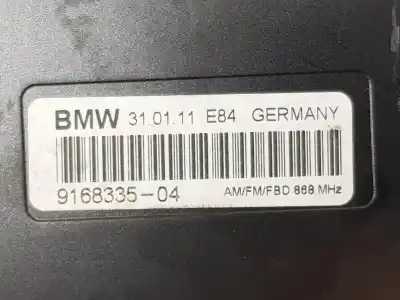 BMW 31.01.11 E84 GERMANY
9168335-04 AM/FM/FBD 868 MHz